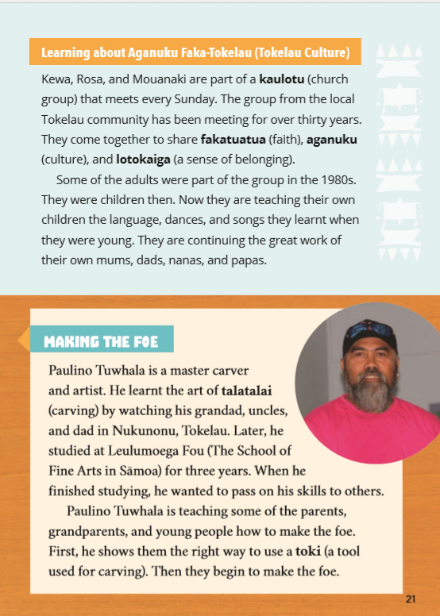 Learning about Aganuku Faka-Tokelau (Tokelau Culture)
Kewa, Rosa, and Mouanaki are part of a kaulotu (church
group) that meets every Sunday. The group from the local
Tokelau community has been meeting for over thirty years.
They come together to share fakatuatua (faith), aganuku
(culture), and lotokaiga (a sense of belonging).
Some of the adults were part of the group in the 1980s.
They were children then. Now they are teaching their own
children the language, dances, and songs they learnt when
they were young. They are continuing the great work of
their own mums, dads, nanas, and papas.
MAKING THE FOE
Paulino Tuwhala is a master carver
and artist. He learnt the art of talatalai
(carving) by watching his grandad, uncles,
and dad in Nukunonu, Tokelau. Later, he
studied at Leulumoega Fou (The School of
Fine Arts in Sāmoa) for three years. When he
finished studying, he wanted to pass on his skills to others.
Paulino Tuwhala is teaching some of the parents,
grandparents, and young people how to make the foe.
First, he shows them the right way to use a toki (a tool
used for carving). Then they begin to make the foe.
21